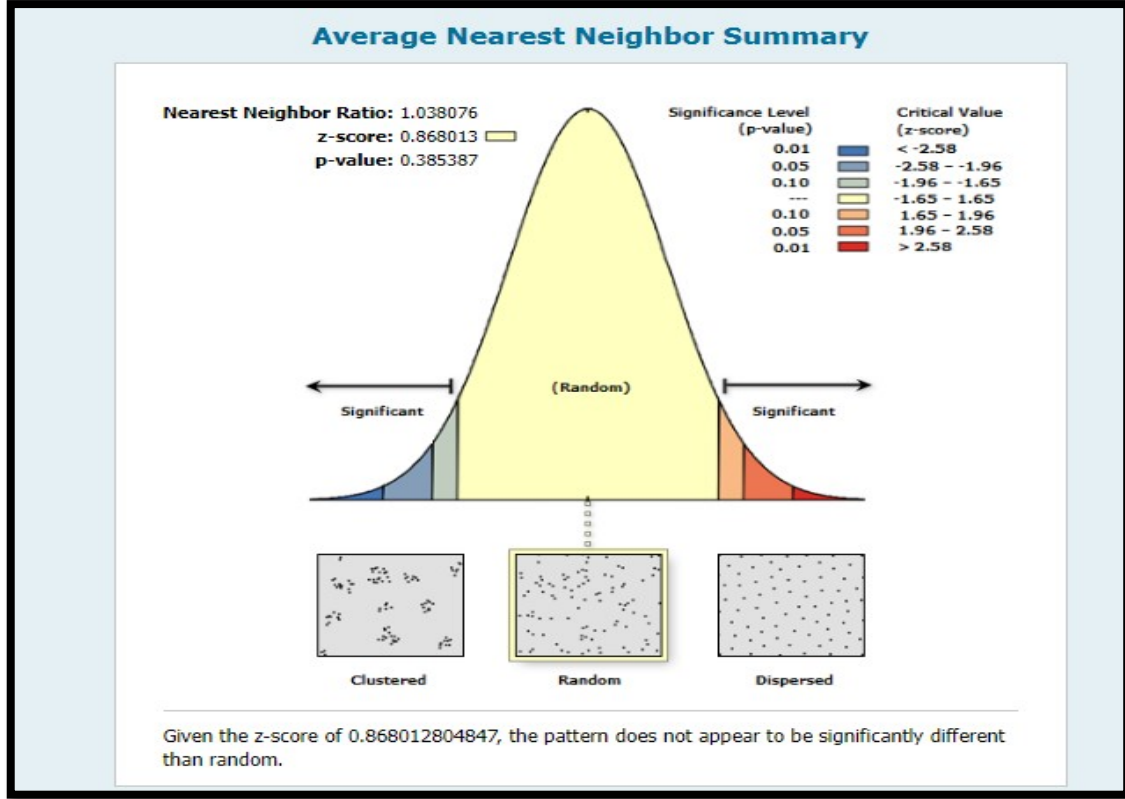 Average Nearest Neighbor Summary
Nearest Neighbor Ratio: 1.038076
z-score: 0.868013
p-value: 0.385387
Significance Level
(p-value)
Critical Value
(z-score)
0.01 < -2.58
0.05 -2.58 - -1.96
0.10 -1.96 - -1.65
--- -1.65 - 1.65
0.10 1.65 - 1.96
0.05 1.96 - 2.58
0.01 > 2.58
(Random)
Significant
Significant
Clustered
Random
Dispersed
Given the z-score of 0.868012804847, the pattern does not appear to be significantly different
than random.